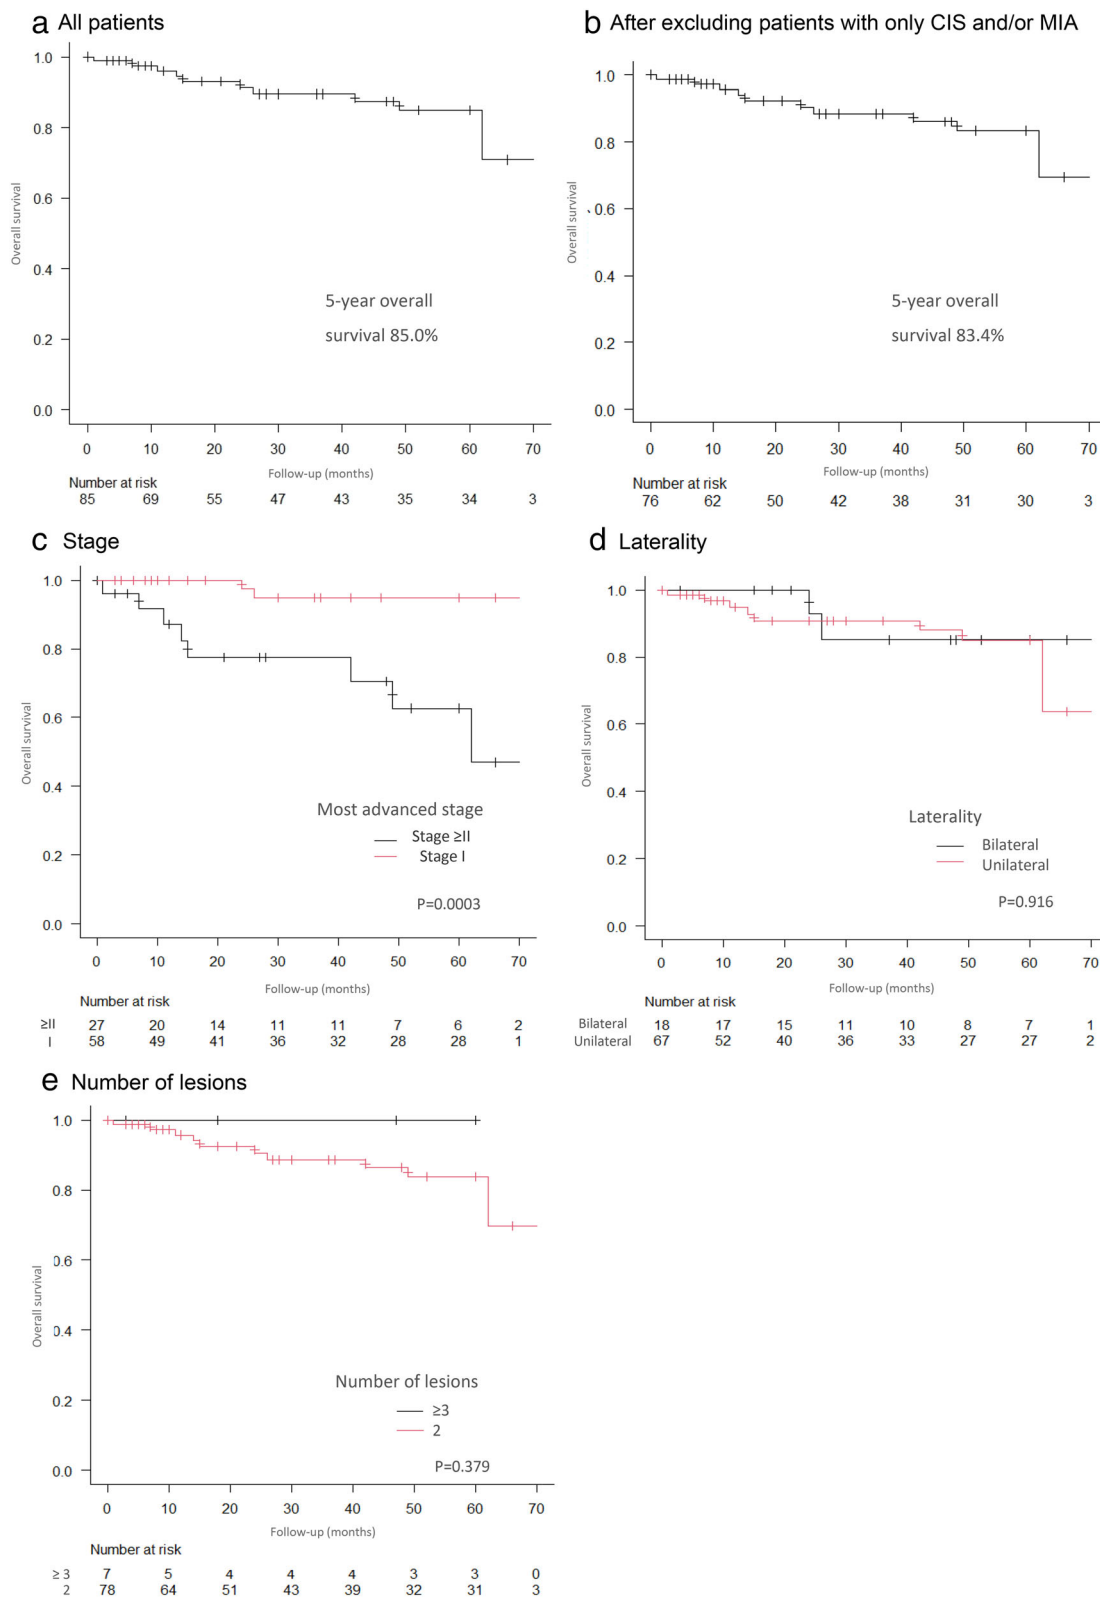 a All patients
1.0
0.8
0.6
0.4
0.2
0.0
Overall survival
5-year overall
survival 85.0%
0 10 20 30 40 50 60 70
Follow-up (months)
Number at risk
85 69 55 47 43 35 34 3
b After excluding patients with only CIS and/or MIA
1.0
0.8
0.6
0.4
0.2
0.0
Overall survival
5-year overall
survival 83.4%
0 10 20 30 40 50 60 70
Follow-up (months)
Number at risk
76 62 50 42 38 31 30 3
c Stage
1.0
0.8
0.6
0.4
0.2
0.0
Overall survival
Most advanced stage
Stage ≥II
Stage I
P=0.0003
0 10 20 30 40 50 60 70
Follow-up (months)
Number at risk
≥II 27 20 14 11 11 7 6 2
I 58 49 41 36 32 28 28 1
d Laterality
1.0
0.8
0.6
0.4
0.2
0.0
Overall survival
Laterality
Bilateral
Unilateral
P=0.916
0 10 20 30 40 50 60 70
Follow-up (months)
Number at risk
Bilateral 18 17 15 11 10 8 7 1
Unilateral 67 52 40 36 33 27 27 2
e Number of lesions
1.0
0.8
0.6
0.4
0.2
0.0
Overall survival
Number of lesions
≥3
2
P=0.379
0 10 20 30 40 50 60 70
Follow-up (months)
Number at risk
≥3 7 5 4 4 4 3 3 0
2 78 64 51 43 39 32 31 3